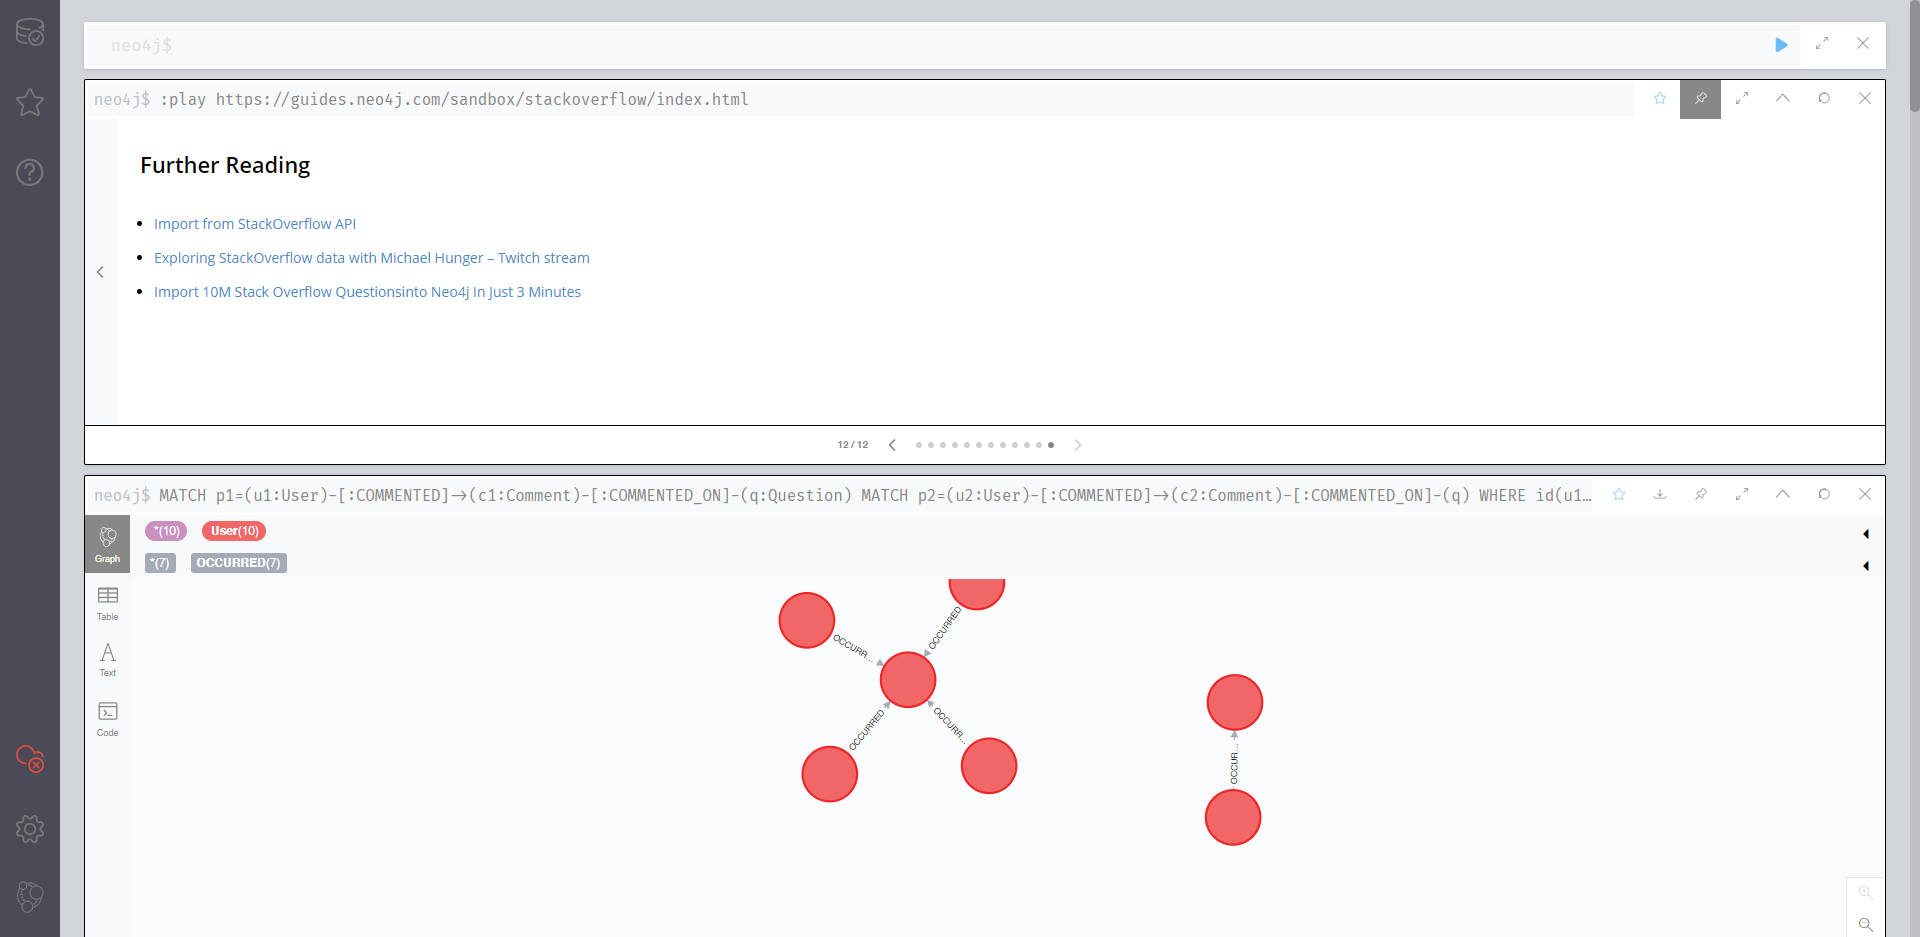 neo4j$
neo4j$ :play https://guides.neo4j.com/sandbox/stackoverflow/index.html
Further Reading
Import from StackOverflow API
Exploring StackOverflow data with Michael Hunger – Twitch stream
Import 10M Stack Overflow Questionsinto Neo4j In Just 3 Minutes
12 / 12
neo4j$ MATCH p1=(u1:User)-[:COMMENTED]→(c1:Comment)-[:COMMENTED_ON]-(q:Question) MATCH p2=(u2:User)-[:COMMENTED]→(c2:Comment)-[:COMMENTED_ON]-(q) WHERE id(u1…
*(10) User(10)
*(7) OCCURRED(7)
Graph
Table
Text
Code
OCCURR…
OCCURRED
OCCURRED
OCCURR…
OCCUR…